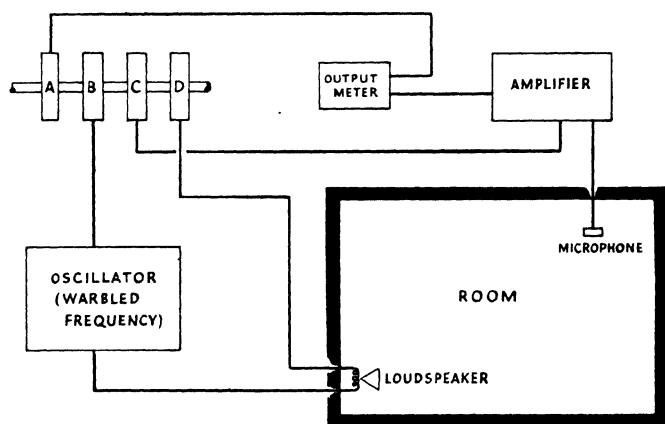 A B C D
OUTPUT
METER
AMPLIFIER
MICROPHONE
OSCILLATOR
(WARBLED
FREQUENCY)
ROOM
LOUDSPEAKER